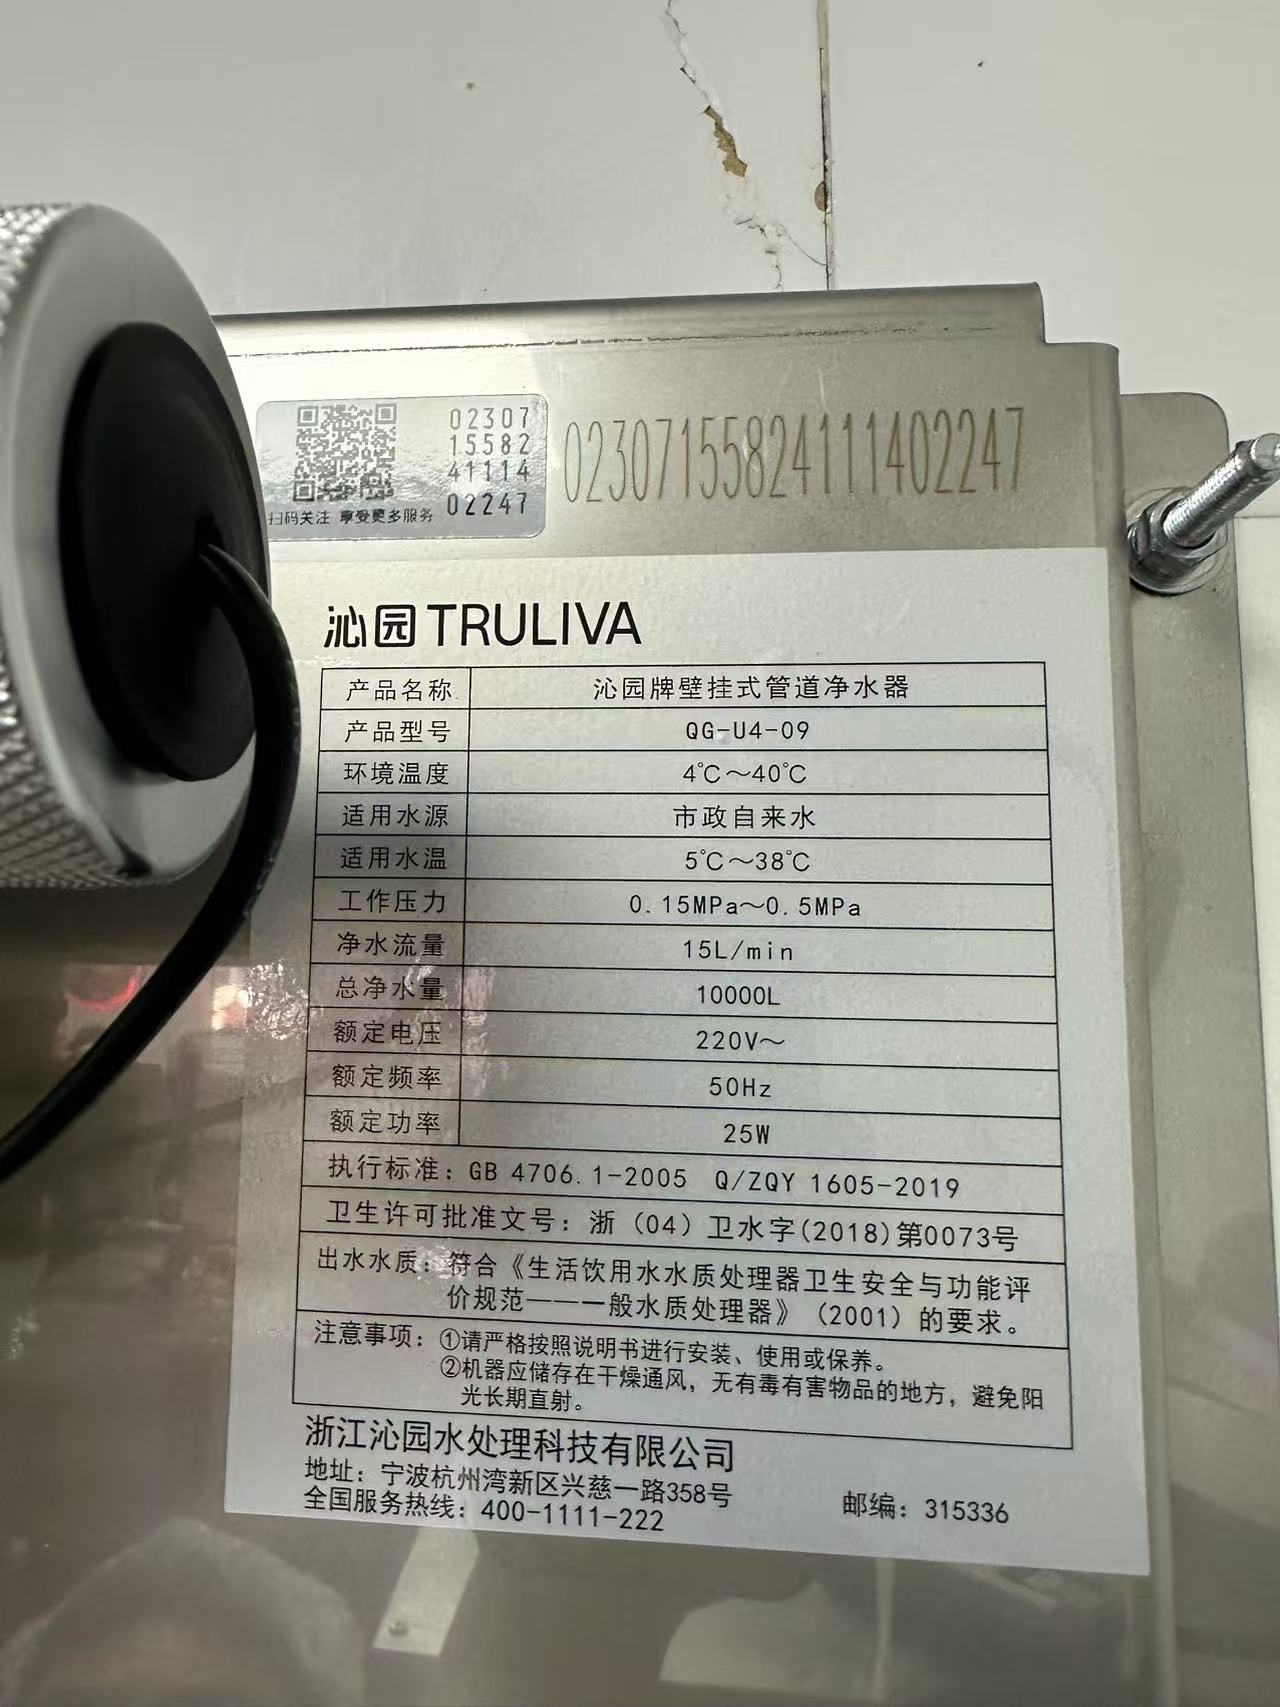 02307
15582
41114
02247
扫码关注 享受更多服务
02307155824111402247
沁园 TRULIVA
产品名称 沁园牌壁挂式管道净水器
产品型号 QG-U4-09
环境温度 4℃～40℃
适用水源 市政自来水
适用水温 5℃～38℃
工作压力 0.15MPa～0.5MPa
净水流量 15L/min
总净水量 10000L
额定电压 220V～
额定频率 50Hz
额定功率 25W
执行标准：GB 4706.1-2005 Q/ZQY 1605-2019
卫生许可批准文号：浙（04）卫水字(2018)第0073号
出水水质：符合《生活饮用水水质处理器卫生安全与功能评
价规范——一般水质处理器》（2001）的要求。
注意事项：①请严格按照说明书进行安装、使用或保养。
②机器应储存在干燥通风，无有毒有害物品的地方，避免阳
光长期直射。
浙江沁园水处理科技有限公司
地址：宁波杭州湾新区兴慈一路358号 邮编：315336
全国服务热线：400-1111-222